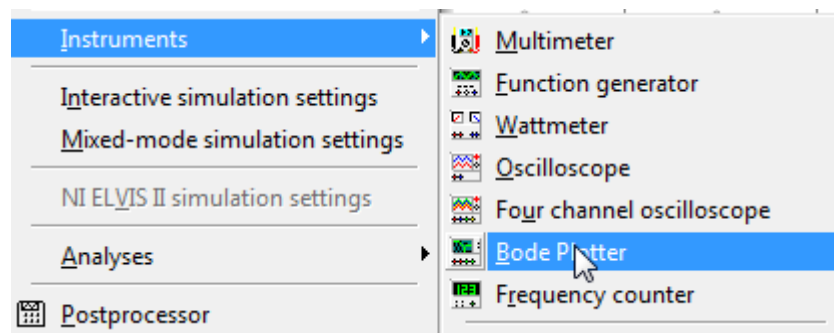 Instruments
Interactive simulation settings
Mixed-mode simulation settings
NI ELVIS II simulation settings
Analyses
Postprocessor
Multimeter
Function generator
Wattmeter
Oscilloscope
Four channel oscilloscope
Bode Plotter
Frequency counter